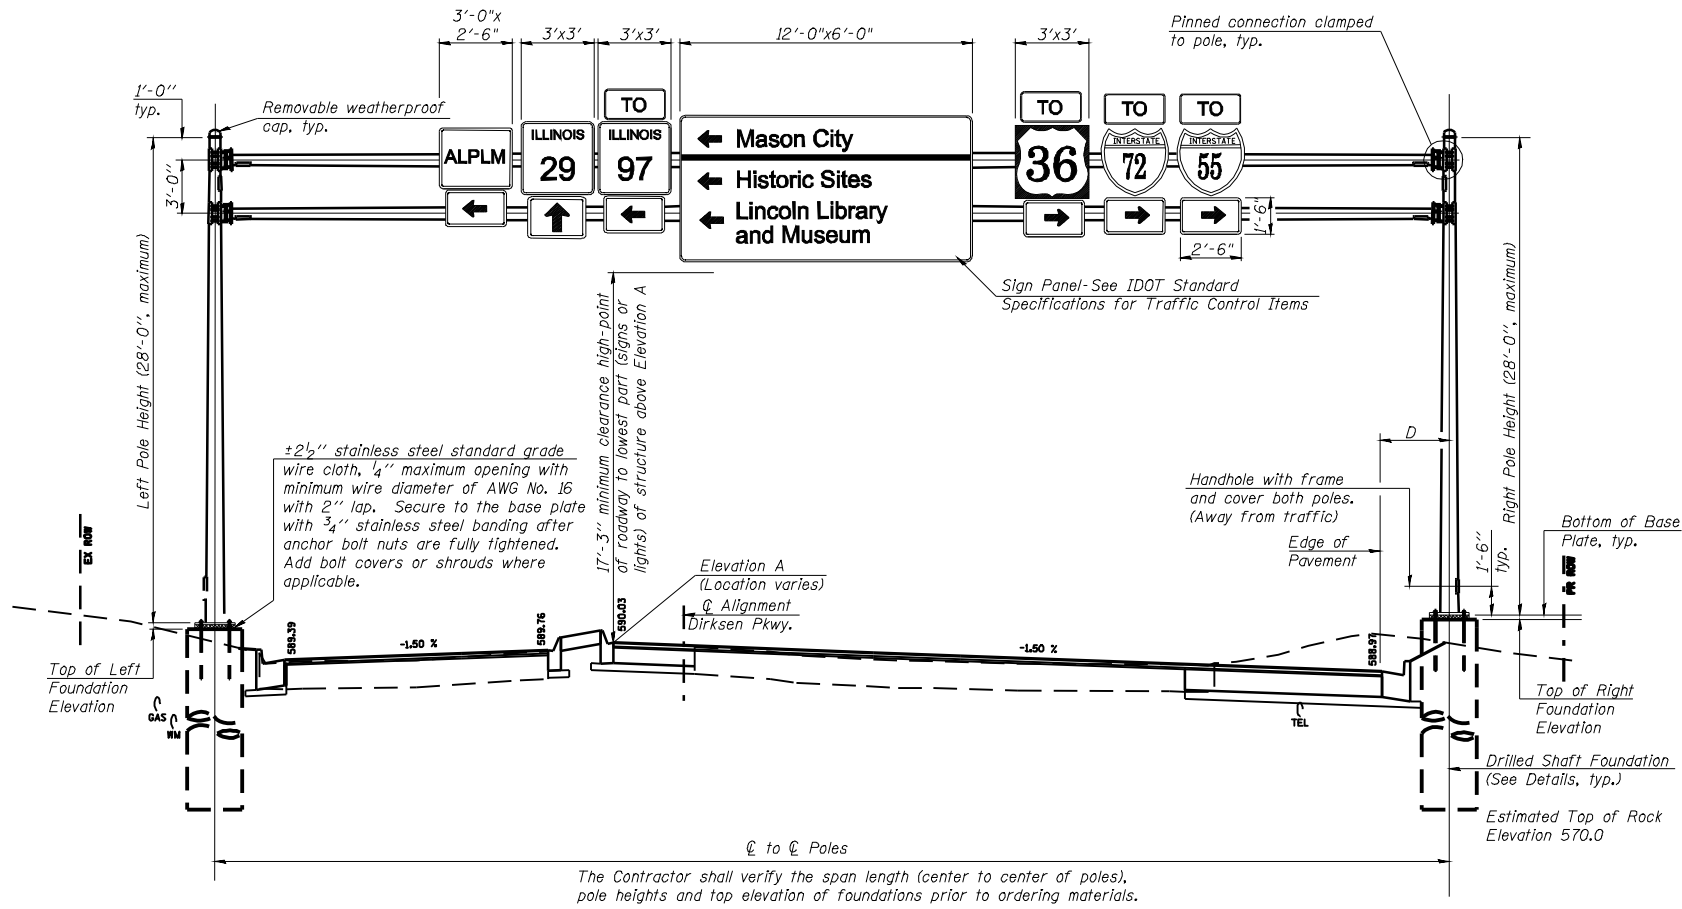 3'-0"x
2'-6"
3'x3'
3'x3'
12'-0"x6'-0"
3'x3'
Pinned connection clamped
to pole, typ.
1'-0"
typ.
Removable weatherproof
cap, typ.
3'-0"
ALPLM
ILLINOIS
29
TO
ILLINOIS
97
Mason City
Historic Sites
Lincoln Library
and Museum
TO
36
TO
INTERSTATE
72
TO
INTERSTATE
55
1'-6"
2'-6"
Sign Panel-See IDOT Standard
Specifications for Traffic Control Items
Left Pole Height (28'-0", maximum)
17'-3" minimum clearance high-point
of roadway to lowest part (signs or
lights) of structure above Elevation A
Right Pole Height (28'-0", maximum)
±2½" stainless steel standard grade
wire cloth, ¼" maximum opening with
minimum wire diameter of AWG No. 16
with 2" lap. Secure to the base plate
with ¾" stainless steel banding after
anchor bolt nuts are fully tightened.
Add bolt covers or shrouds where
applicable.
D
Handhole with frame
and cover both poles.
(Away from traffic)
Edge of
Pavement
1'-6"
typ.
Bottom of Base
Plate, typ.
EX ROW
PR ROW
Elevation A
(Location varies)
℄ Alignment
Dirksen Pkwy.
589.39
589.76
590.03
588.97
-1.50 %
-1.50 %
Top of Left
Foundation
Elevation
GAS
WM
TEL
Top of Right
Foundation
Elevation
Drilled Shaft Foundation
(See Details, typ.)
Estimated Top of Rock
Elevation 570.0
℄ to ℄ Poles
The Contractor shall verify the span length (center to center of poles),
pole heights and top elevation of foundations prior to ordering materials.